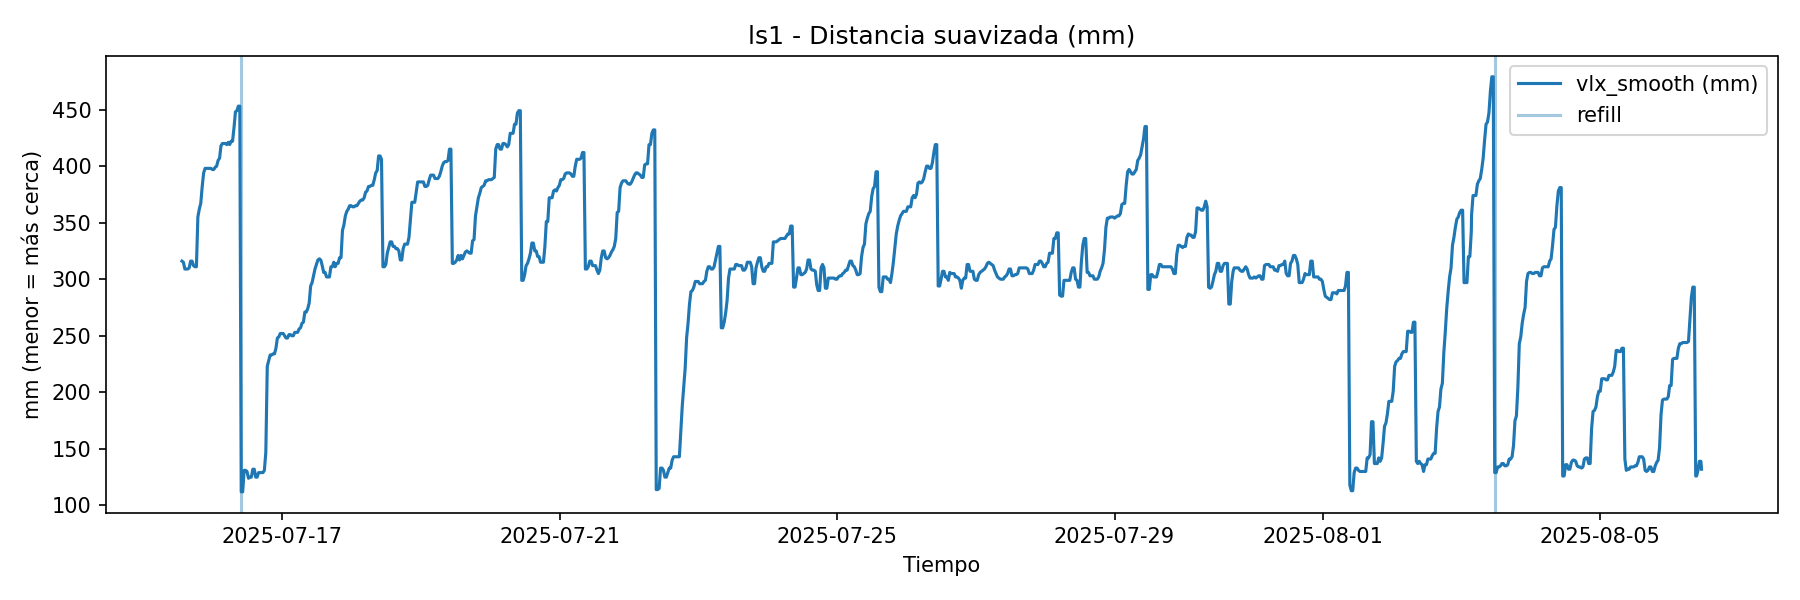 ls1 - Distancia suavizada (mm)
vlx_smooth (mm)
refill
mm (menor = más cerca)
450
400
350
300
250
200
150
100
2025-07-17 2025-07-21 2025-07-25 2025-07-29 2025-08-01 2025-08-05
Tiempo